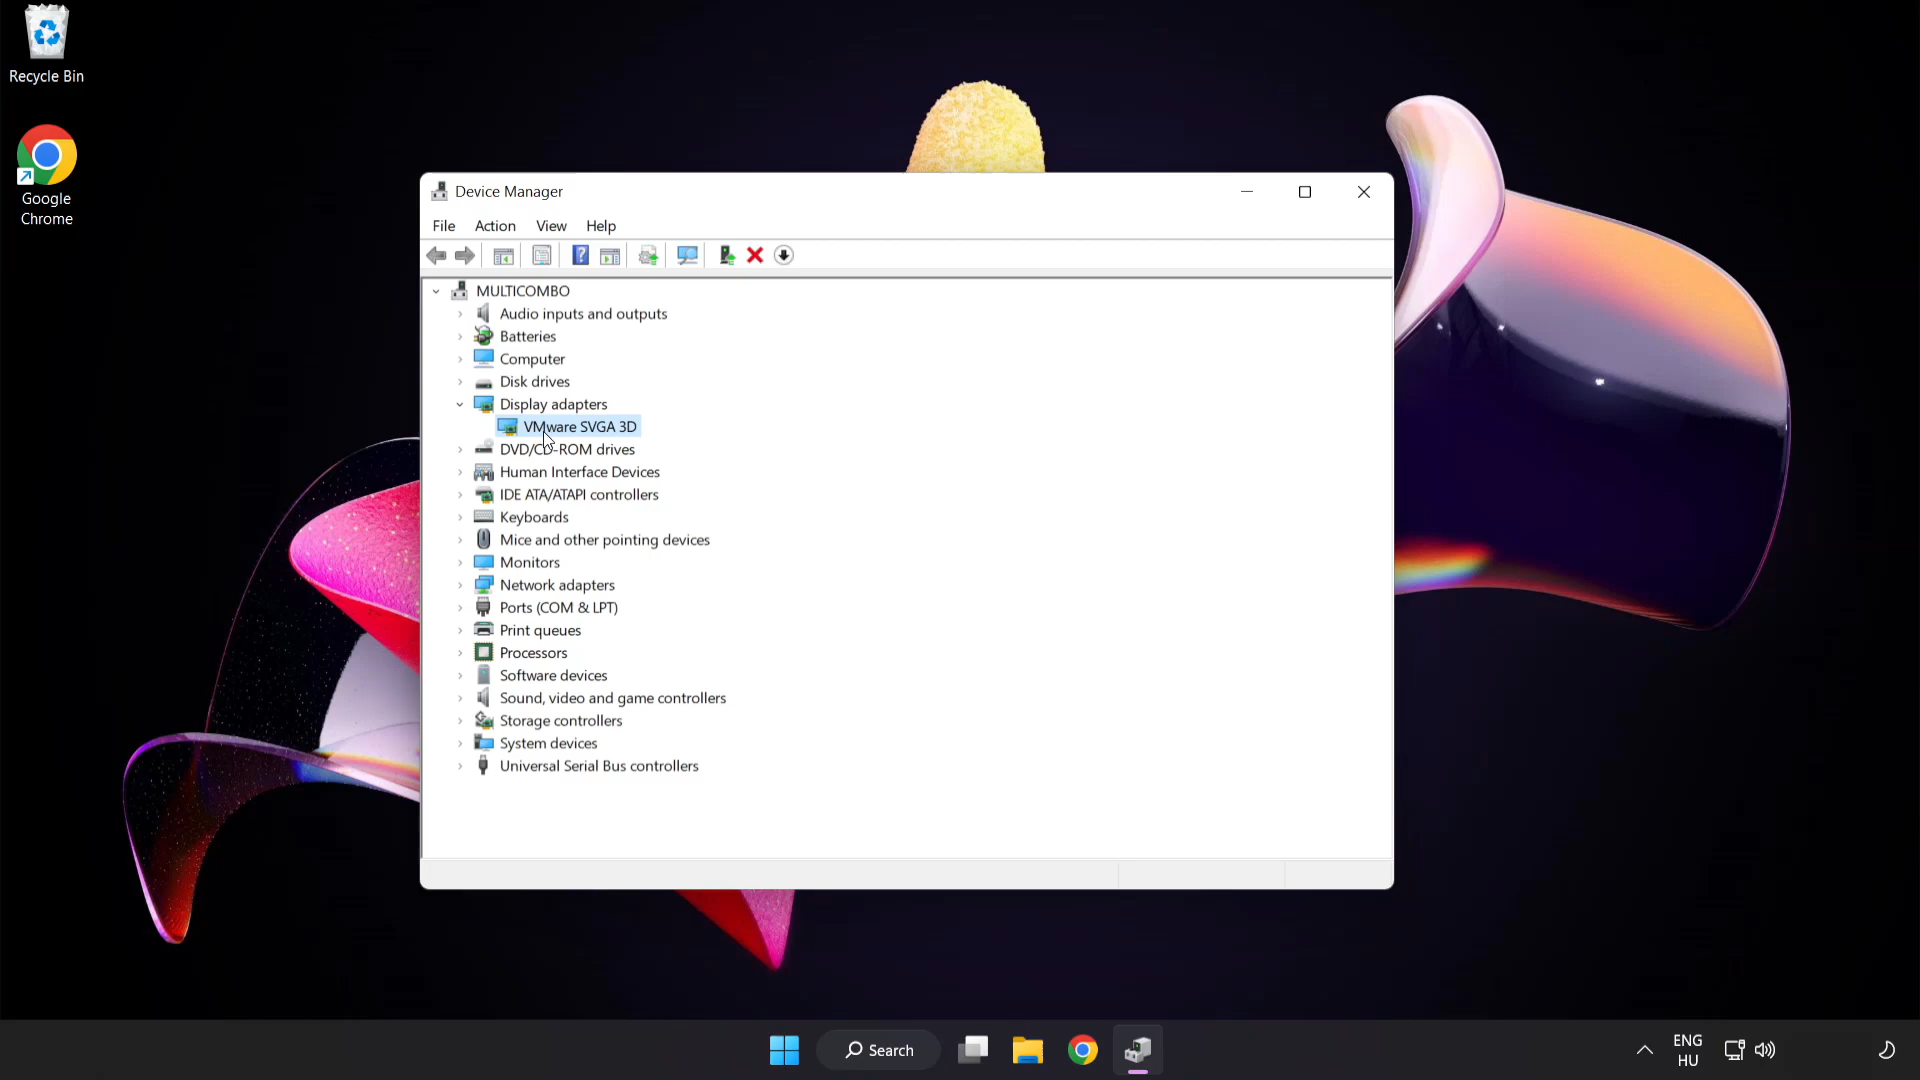 Recycle Bin
Google
Chrome
Device Manager
File Action View Help
MULTICOMBO
Audio inputs and outputs
Batteries
Computer
Disk drives
Display adapters
VMware SVGA 3D
DVD/CD-ROM drives
Human Interface Devices
IDE ATA/ATAPI controllers
Keyboards
Mice and other pointing devices
Monitors
Network adapters
Ports (COM & LPT)
Print queues
Processors
Software devices
Sound, video and game controllers
Storage controllers
System devices
Universal Serial Bus controllers
Search
ENG
HU